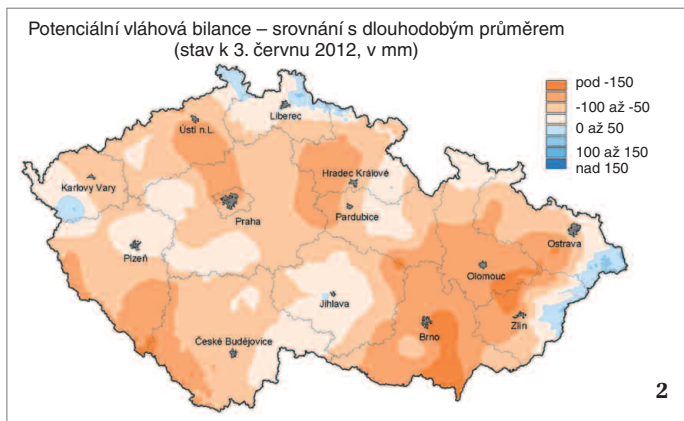 Potenciální vláhová bilance – srovnání s dlouhodobým průměrem
(stav k 3. červnu 2012, v mm)
pod -150
-100 až -50
0 až 50
100 až 150
nad 150
Liberec
Ústí n.L.
Karlovy Vary
Hradec Králové
Praha
Pardubice
Plzeň
Ostrava
Olomouc
Jihlava
Zlín
Brno
České Budějovice
2